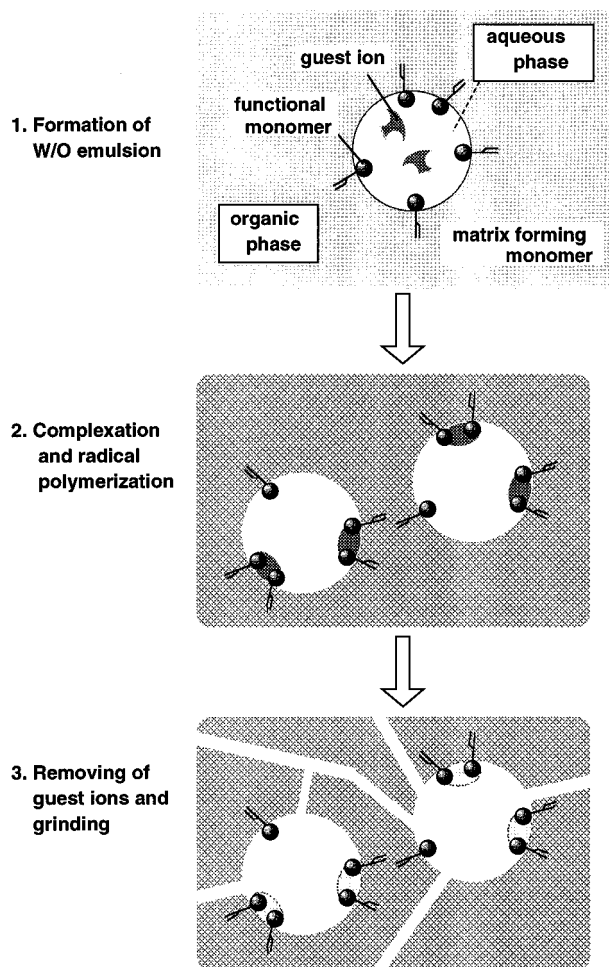 1. Formation of
W/O emulsion
guest ion
functional
monomer
aqueous
phase
organic
phase
matrix forming
monomer
2. Complexation
and radical
polymerization
3. Removing of
guest ions and
grinding